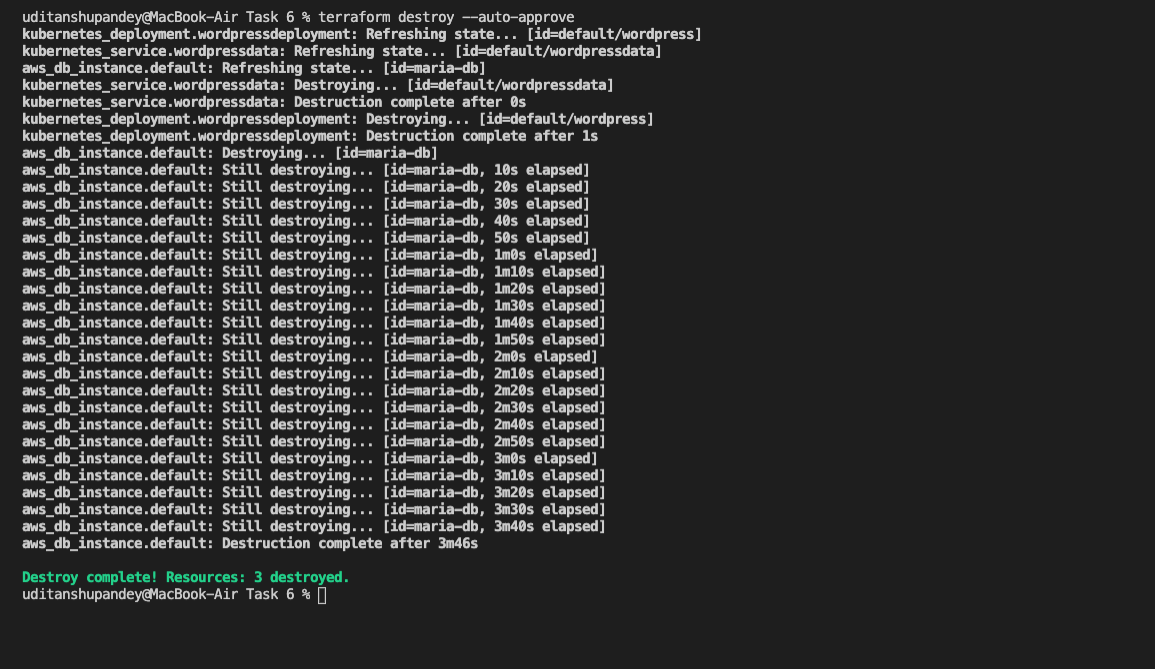 uditanshupandey@MacBook-Air Task 6 % terraform destroy --auto-approve
kubernetes_deployment.wordpressdeployment: Refreshing state... [id=default/wordpress]
kubernetes_service.wordpressdata: Refreshing state... [id=default/wordpressdata]
aws_db_instance.default: Refreshing state... [id=maria-db]
kubernetes_service.wordpressdata: Destroying... [id=default/wordpressdata]
kubernetes_service.wordpressdata: Destruction complete after 0s
kubernetes_deployment.wordpressdeployment: Destroying... [id=default/wordpress]
kubernetes_deployment.wordpressdeployment: Destruction complete after 1s
aws_db_instance.default: Destroying... [id=maria-db]
aws_db_instance.default: Still destroying... [id=maria-db, 10s elapsed]
aws_db_instance.default: Still destroying... [id=maria-db, 20s elapsed]
aws_db_instance.default: Still destroying... [id=maria-db, 30s elapsed]
aws_db_instance.default: Still destroying... [id=maria-db, 40s elapsed]
aws_db_instance.default: Still destroying... [id=maria-db, 50s elapsed]
aws_db_instance.default: Still destroying... [id=maria-db, 1m0s elapsed]
aws_db_instance.default: Still destroying... [id=maria-db, 1m10s elapsed]
aws_db_instance.default: Still destroying... [id=maria-db, 1m20s elapsed]
aws_db_instance.default: Still destroying... [id=maria-db, 1m30s elapsed]
aws_db_instance.default: Still destroying... [id=maria-db, 1m40s elapsed]
aws_db_instance.default: Still destroying... [id=maria-db, 1m50s elapsed]
aws_db_instance.default: Still destroying... [id=maria-db, 2m0s elapsed]
aws_db_instance.default: Still destroying... [id=maria-db, 2m10s elapsed]
aws_db_instance.default: Still destroying... [id=maria-db, 2m20s elapsed]
aws_db_instance.default: Still destroying... [id=maria-db, 2m30s elapsed]
aws_db_instance.default: Still destroying... [id=maria-db, 2m40s elapsed]
aws_db_instance.default: Still destroying... [id=maria-db, 2m50s elapsed]
aws_db_instance.default: Still destroying... [id=maria-db, 3m0s elapsed]
aws_db_instance.default: Still destroying... [id=maria-db, 3m10s elapsed]
aws_db_instance.default: Still destroying... [id=maria-db, 3m20s elapsed]
aws_db_instance.default: Still destroying... [id=maria-db, 3m30s elapsed]
aws_db_instance.default: Still destroying... [id=maria-db, 3m40s elapsed]
aws_db_instance.default: Destruction complete after 3m46s
Destroy complete! Resources: 3 destroyed.
uditanshupandey@MacBook-Air Task 6 %